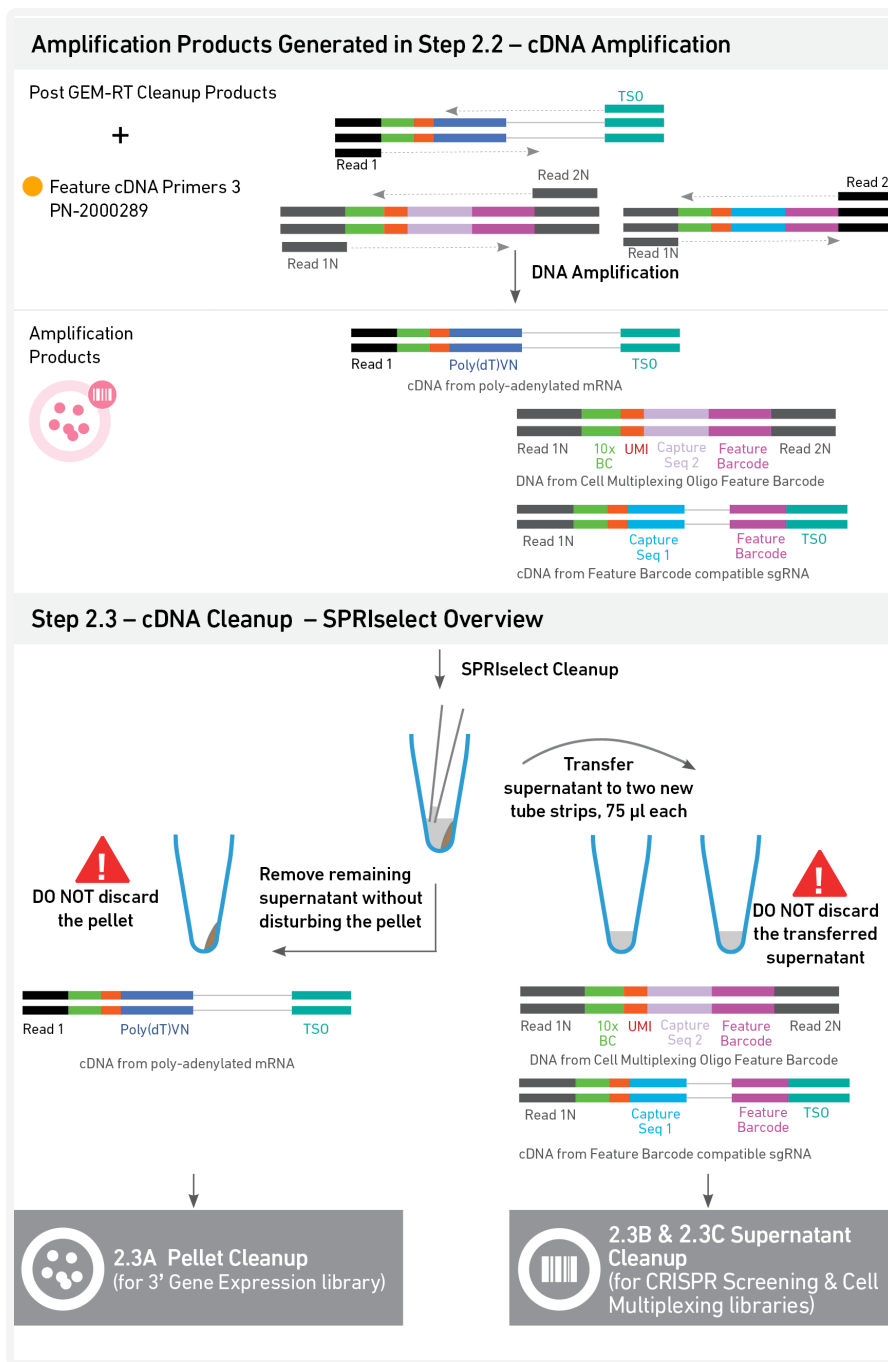 Amplification Products Generated in Step 2.2 – cDNA Amplification
Post GEM-RT Cleanup Products
+
Feature cDNA Primers 3
PN-2000289
TSO
Read 1
Read 2N
Read 1N
Read 2
Read 1N
DNA Amplification
Amplification
Products
Read 1 Poly(dT)VN TSO
cDNA from poly-adenylated mRNA
Read 1N 10x UMI Capture Feature Read 2N
BC Seq 2 Barcode
DNA from Cell Multiplexing Oligo Feature Barcode
Read 1N Capture Feature TSO
Seq 1 Barcode
cDNA from Feature Barcode compatible sgRNA
Step 2.3 – cDNA Cleanup – SPRIselect Overview
SPRIselect Cleanup
Transfer
supernatant to two new
tube strips, 75 µl each
!
DO NOT discard
the pellet
Remove remaining
supernatant without
disturbing the pellet
!
DO NOT discard
the transferred
supernatant
Read 1 Poly(dT)VN TSO
cDNA from poly-adenylated mRNA
Read 1N 10x UMI Capture Feature Read 2N
BC Seq 2 Barcode
DNA from Cell Multiplexing Oligo Feature Barcode
Read 1N Capture Feature TSO
Seq 1 Barcode
cDNA from Feature Barcode compatible sgRNA
2.3A Pellet Cleanup
(for 3’ Gene Expression library)
2.3B & 2.3C Supernatant
Cleanup
(for CRISPR Screening & Cell
Multiplexing libraries)